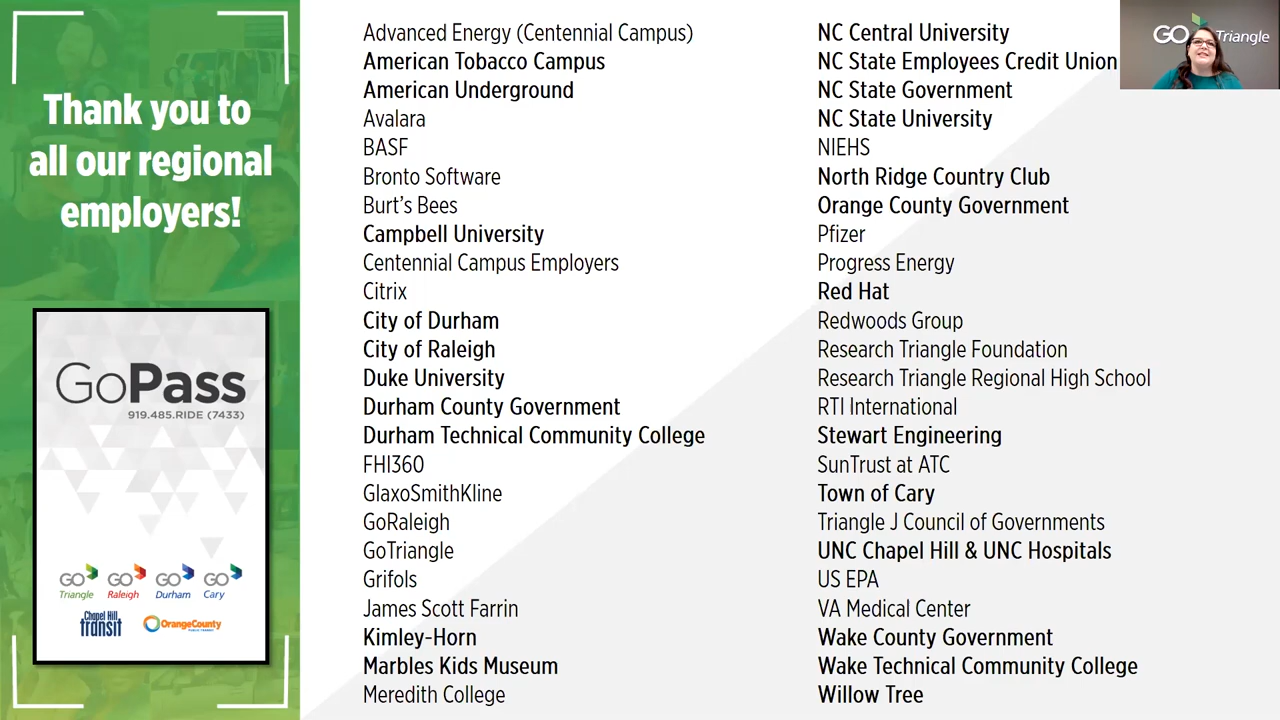 Thank you to
all our regional
employers!
GoPass
919.485.RIDE (7433)
GO
Triangle
GO
Raleigh
GO
Durham
GO
Cary
Chapel Hill
transit
OrangeCounty
PUBLIC TRANSIT
Advanced Energy (Centennial Campus)
American Tobacco Campus
American Underground
Avalara
BASF
Bronto Software
Burt's Bees
Campbell University
Centennial Campus Employers
Citrix
City of Durham
City of Raleigh
Duke University
Durham County Government
Durham Technical Community College
FHI360
GlaxoSmithKline
GoRaleigh
GoTriangle
Grifols
James Scott Farrin
Kimley-Horn
Marbles Kids Museum
Meredith College
NC Central University
NC State Employees Credit Union
NC State Government
NC State University
NIEHS
North Ridge Country Club
Orange County Government
Pfizer
Progress Energy
Red Hat
Redwoods Group
Research Triangle Foundation
Research Triangle Regional High School
RTI International
Stewart Engineering
SunTrust at ATC
Town of Cary
Triangle J Council of Governments
UNC Chapel Hill & UNC Hospitals
US EPA
VA Medical Center
Wake County Government
Wake Technical Community College
Willow Tree
GO Triangle